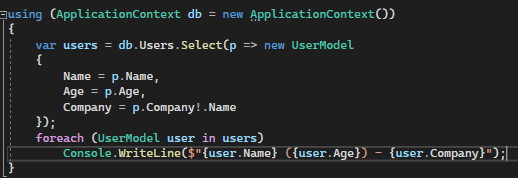 using (ApplicationContext db = new ApplicationContext())
{
    var users = db.Users.Select(p => new UserModel
    {
        Name = p.Name,
        Age = p.Age,
        Company = p.Company!.Name
    });
    foreach (UserModel user in users)
        Console.WriteLine($"{user.Name} ({user.Age}) - {user.Company}");
}